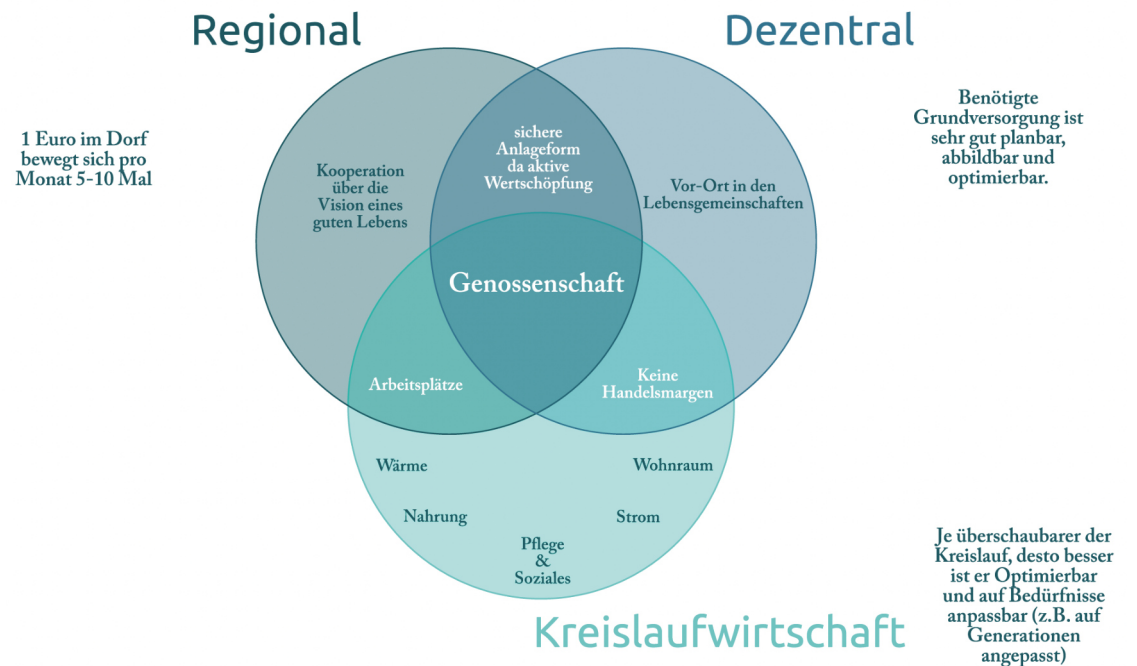 Regional
Dezentral
1 Euro im Dorf
bewegt sich pro
Monat 5-10 Mal
Benötigte
Grundversorgung ist
sehr gut planbar,
abbildbar und
optimierbar.
Kooperation
über die
Vision eines
guten Lebens
sichere
Anlageform
da aktive
Wertschöpfung
Vor-Ort in den
Lebensgemeinschaften
Genossenschaft
Arbeitsplätze
Keine
Handelsmargen
Wärme
Wohnraum
Nahrung
Strom
Pflege
&
Soziales
Kreislaufwirtschaft
Je überschaubarer der
Kreislauf, desto besser
ist er Optimierbar
und auf Bedürfnisse
anpassbar (z.B. auf
Generationen
angepasst)